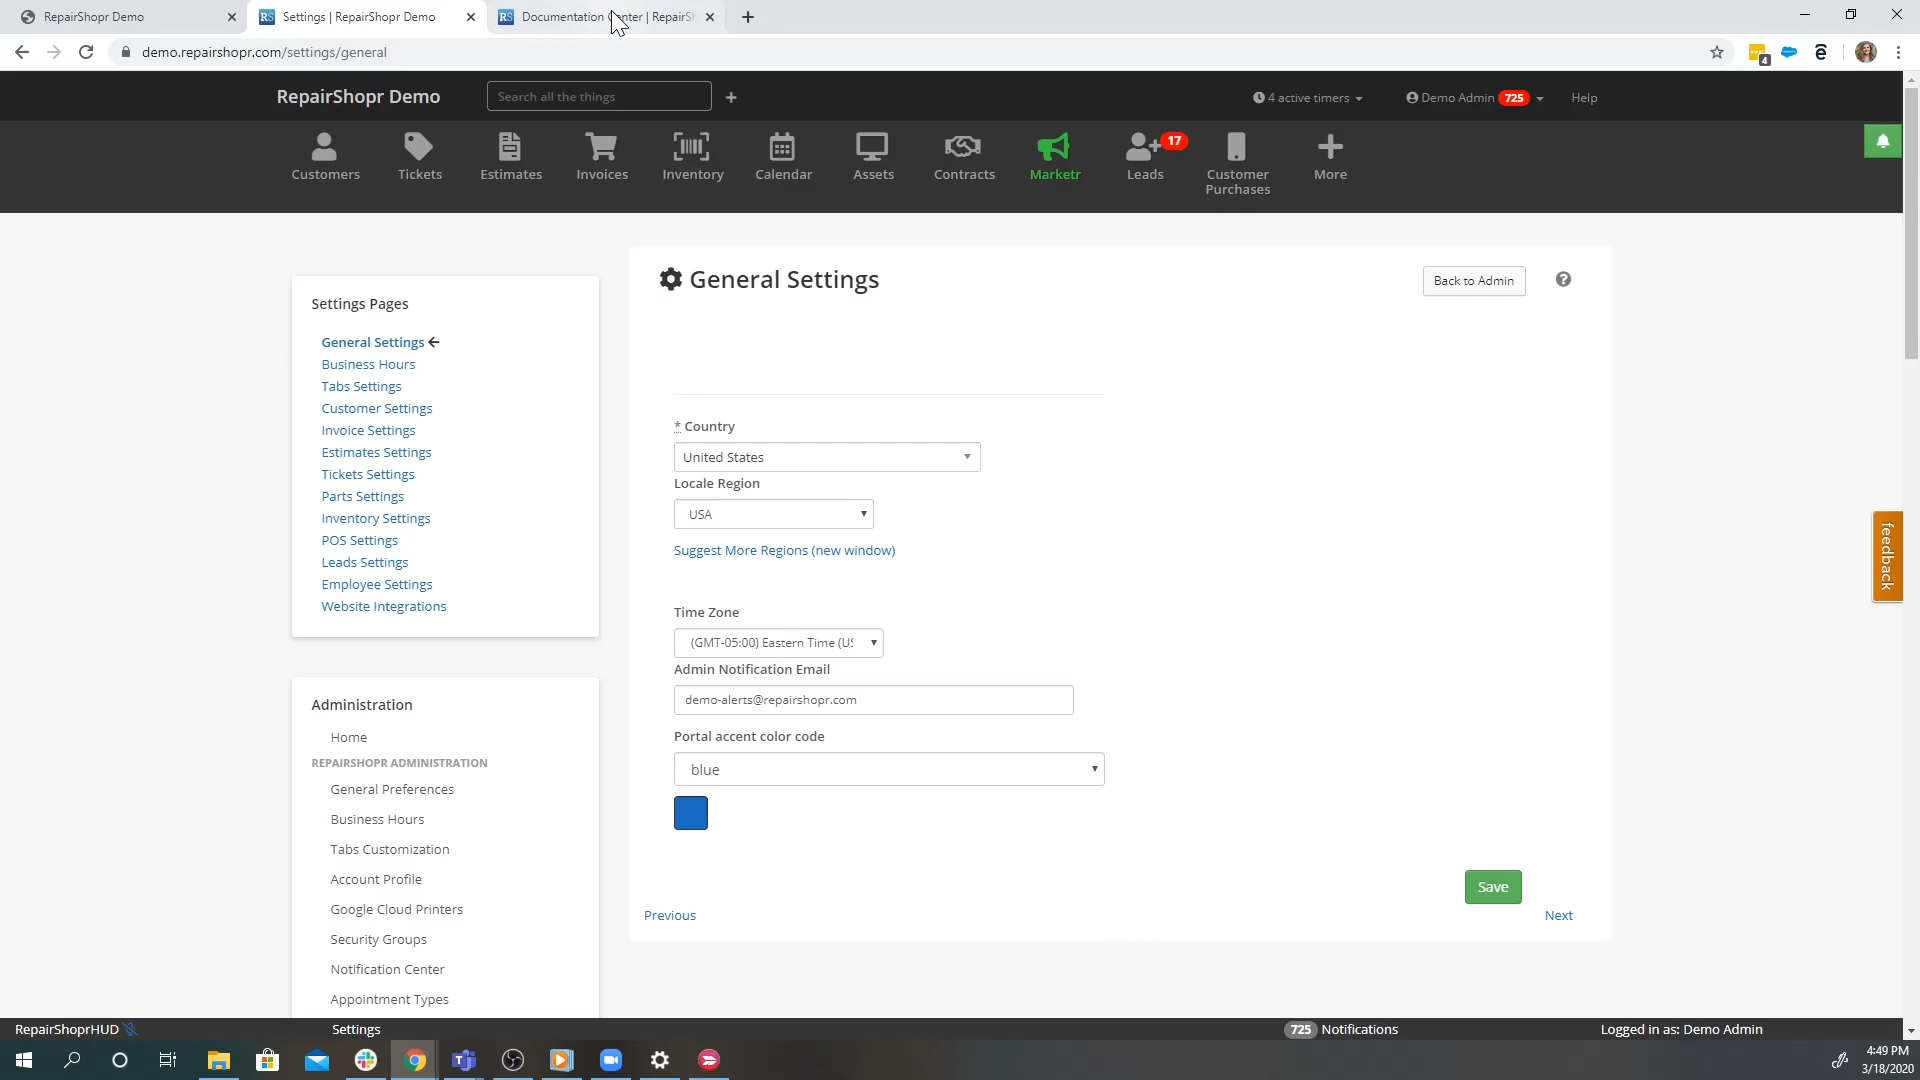 RepairShopr Demo
Settings | RepairShopr Demo
Documentation Center | RepairSh
demo.repairshopr.com/settings/general
4
RepairShopr Demo
Search all the things
4 active timers
Demo Admin 725
Help
Customers
Tickets
Estimates
Invoices
Inventory
Calendar
Assets
Contracts
Marketr
17
Leads
Customer
Purchases
More
Settings Pages
General Settings
Business Hours
Tabs Settings
Customer Settings
Invoice Settings
Estimates Settings
Tickets Settings
Parts Settings
Inventory Settings
POS Settings
Leads Settings
Employee Settings
Website Integrations
Administration
Home
REPAIRSHOPR ADMINISTRATION
General Preferences
Business Hours
Tabs Customization
Account Profile
Google Cloud Printers
Security Groups
Notification Center
Appointment Types
General Settings
Back to Admin
* Country
United States
Locale Region
USA
Suggest More Regions (new window)
Time Zone
(GMT-05:00) Eastern Time (US
Admin Notification Email
demo-alerts@repairshopr.com
Portal accent color code
blue
Save
Previous
Next
feedback
RepairShoprHUD
Settings
725 Notifications
Logged in as: Demo Admin
4:49 PM
3/18/2020